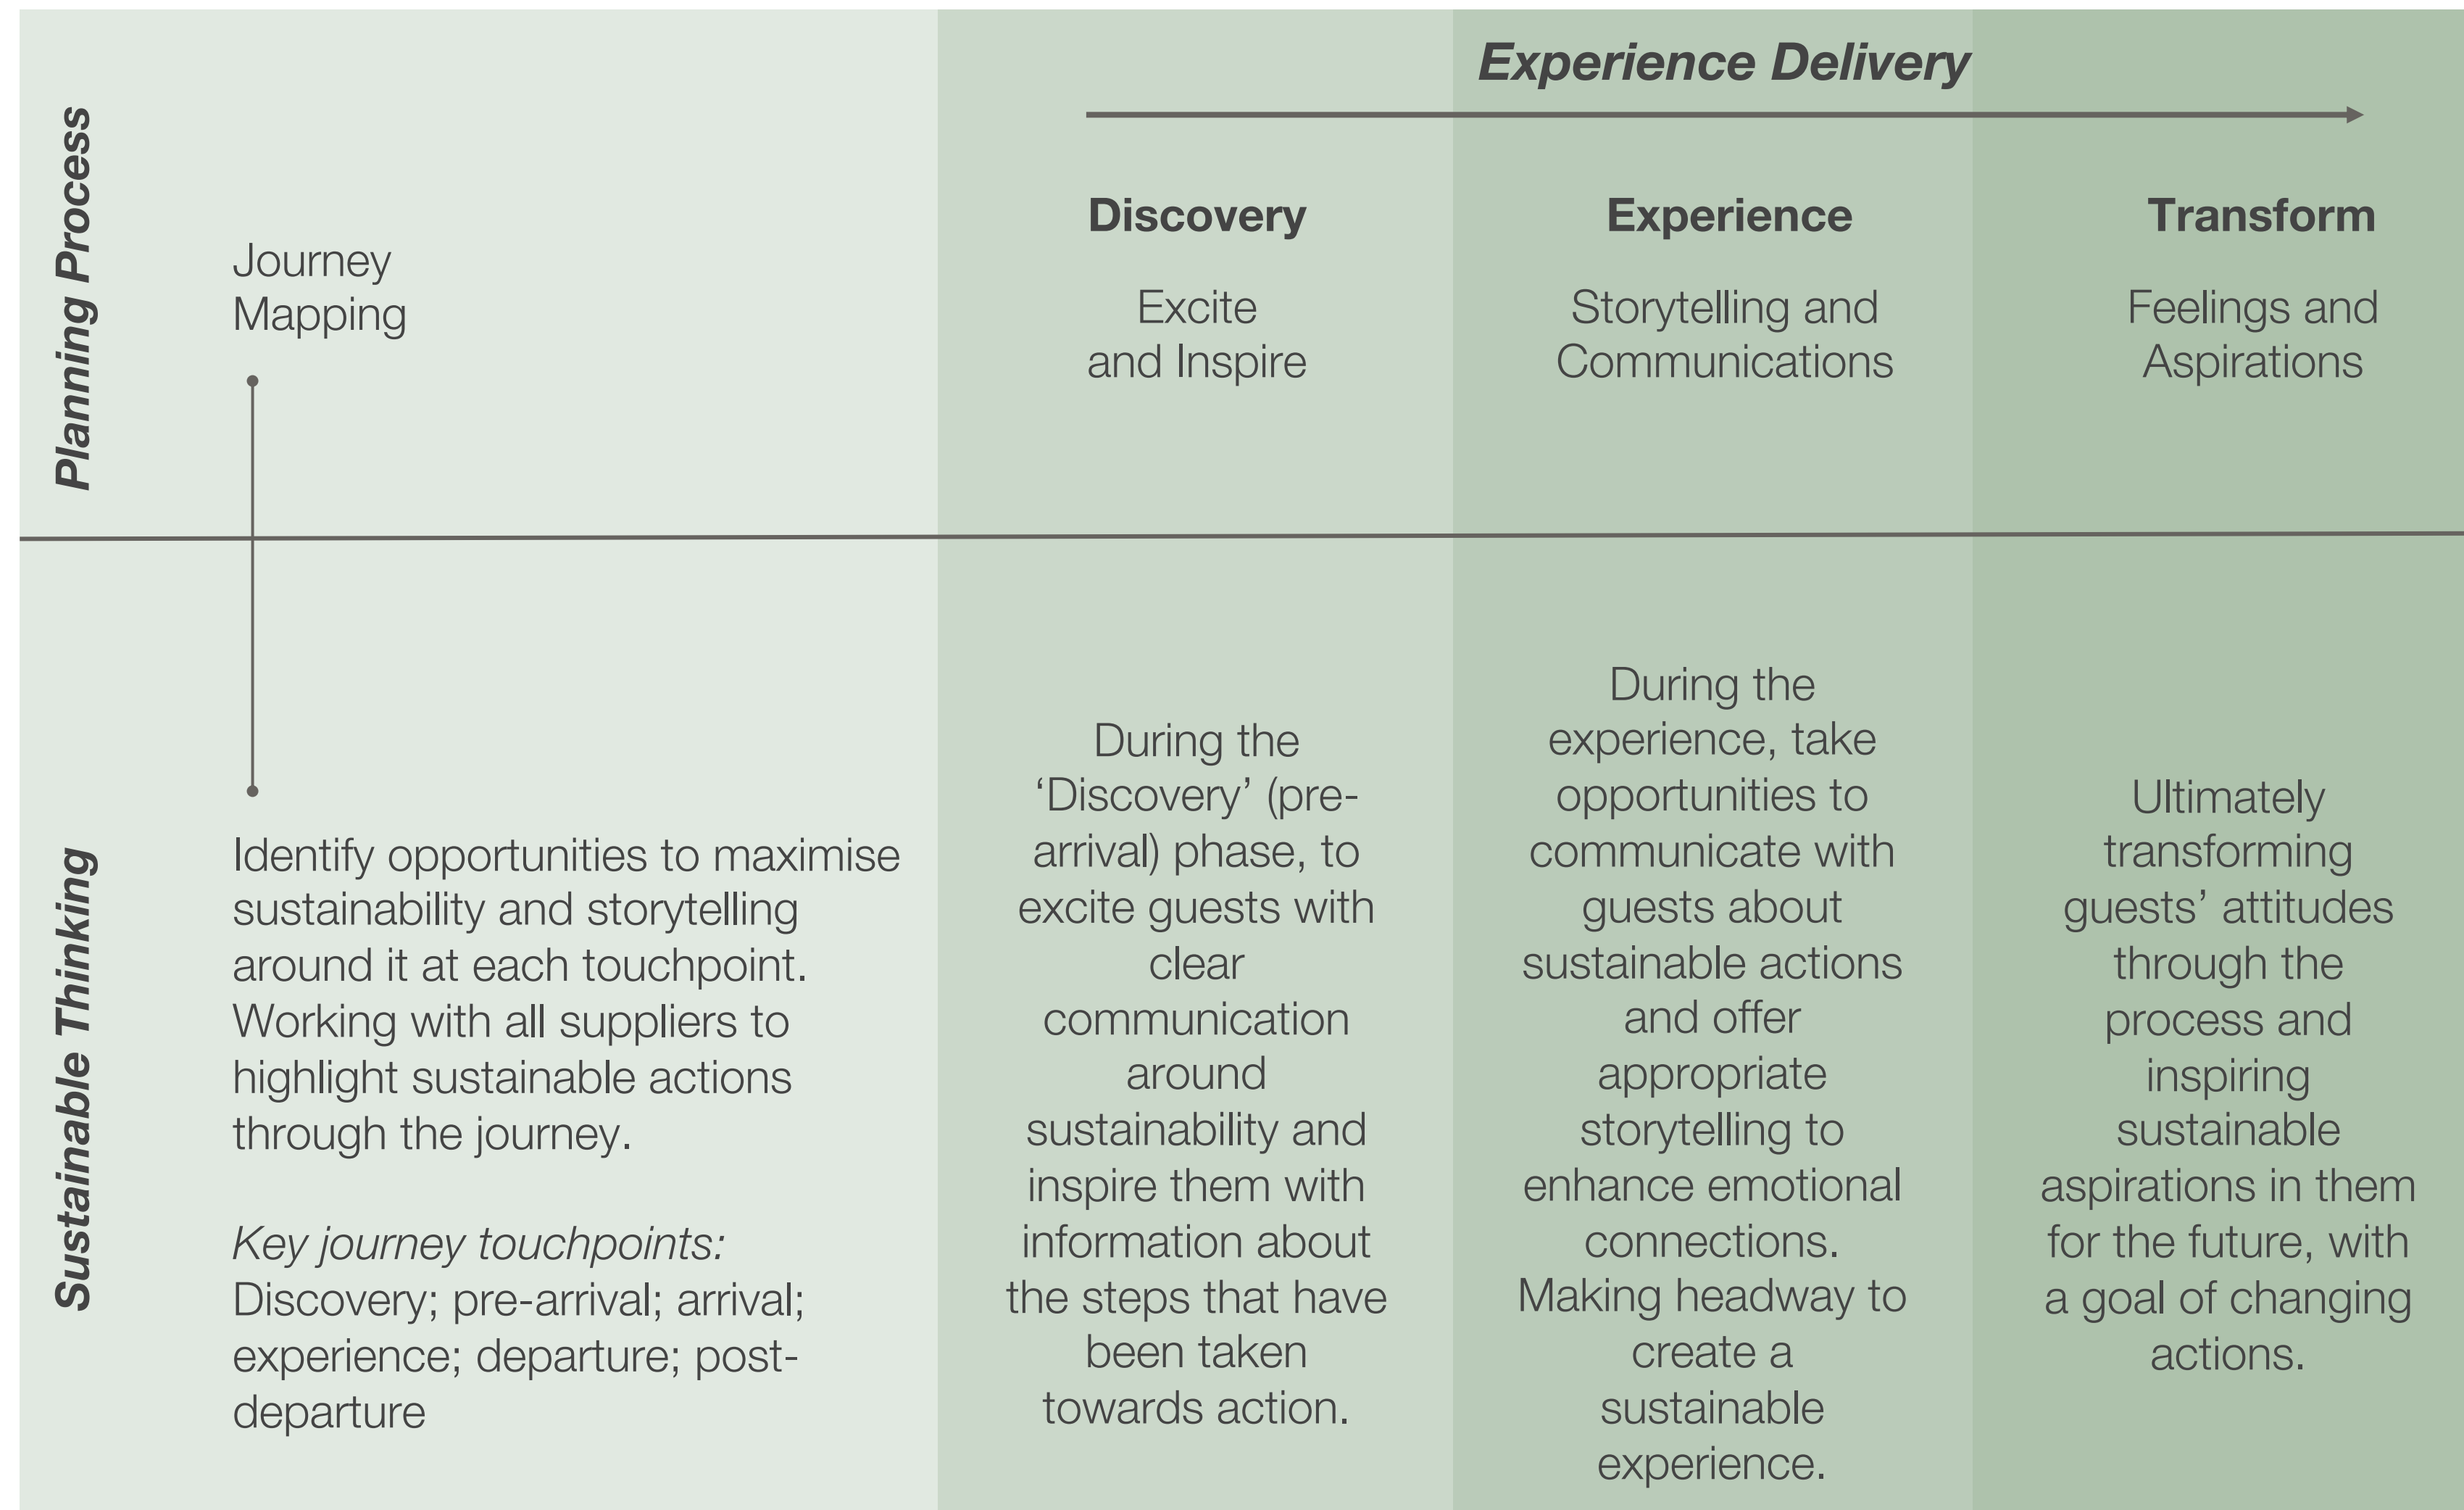 Planning Process
Journey
Mapping
Experience Delivery
Discovery
Excite
and Inspire
Experience
Storytelling and
Communications
Transform
Feelings and
Aspirations
Sustainable Thinking
Identify opportunities to maximise
sustainability and storytelling
around it at each touchpoint.
Working with all suppliers to
highlight sustainable actions
through the journey.
Key journey touchpoints:
Discovery; pre-arrival; arrival;
experience; departure; post-
departure
During the
‘Discovery’ (pre-
arrival) phase, to
excite guests with
clear
communication
around
sustainability and
inspire them with
information about
the steps that have
been taken
towards action.
During the
experience, take
opportunities to
communicate with
guests about
sustainable actions
and offer
appropriate
storytelling to
enhance emotional
connections.
Making headway to
create a
sustainable
experience.
Ultimately
transforming
guests’ attitudes
through the
process and
inspiring
sustainable
aspirations in them
for the future, with
a goal of changing
actions.